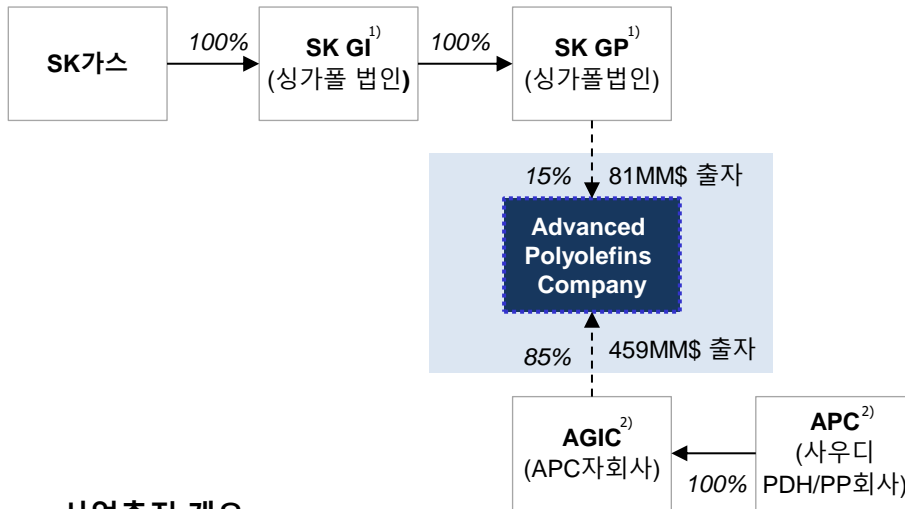 SK가스
100%
SK GI1)
(싱가폴 법인)
100%
SK GP1)
(싱가폴법인)
15%
81MM$ 출자
Advanced
Polyolefins
Company
85%
459MM$ 출자
AGIC2)
(APC자회사)
100%
APC2)
(사우디
PDH/PP회사)